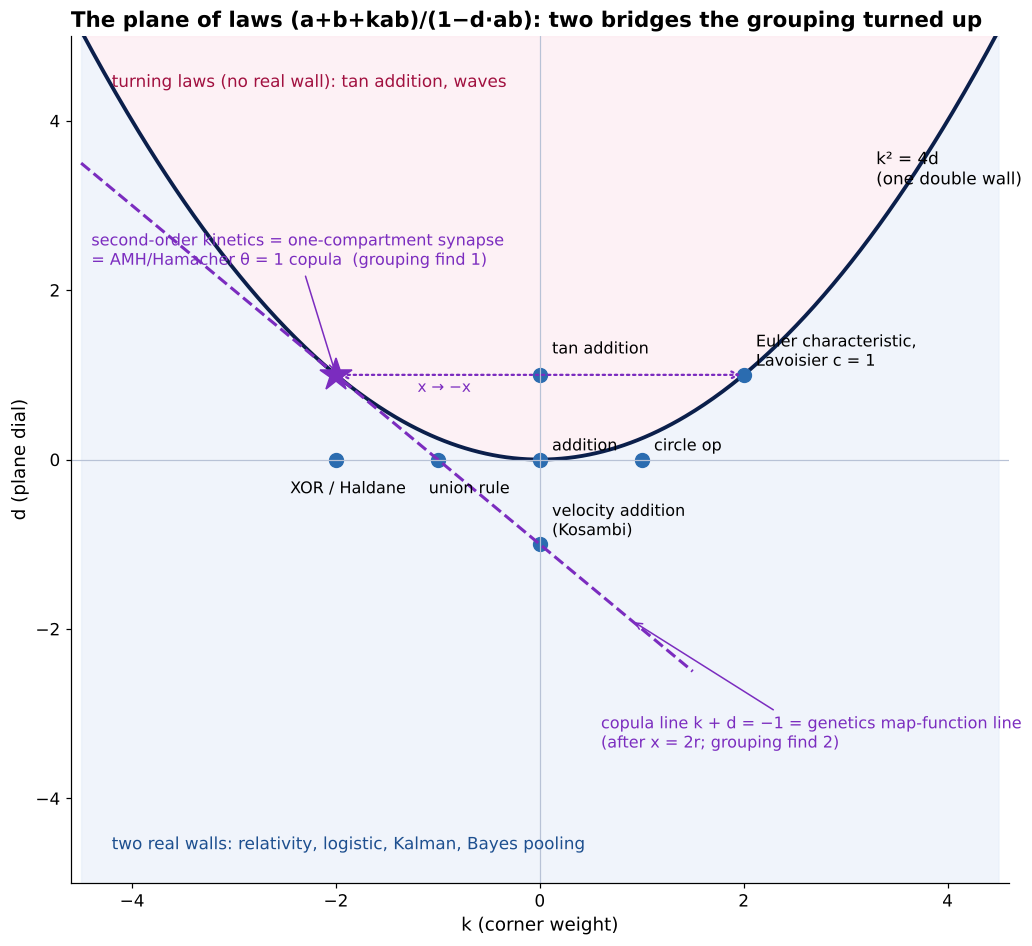 The plane of laws (a+b+kab)/(1−d·ab): two bridges the grouping turned up
turning laws (no real wall): tan addition, waves
k² = 4d
(one double wall)
second-order kinetics = one-compartment synapse
= AMH/Hamacher θ = 1 copula  (grouping find 1)
tan addition
Euler characteristic,
Lavoisier c = 1
x → −x
addition
circle op
XOR / Haldane
union rule
velocity addition
(Kosambi)
copula line k + d = −1 = genetics map-function line
(after x = 2r; grouping find 2)
two real walls: relativity, logistic, Kalman, Bayes pooling
d (plane dial)
4
2
0
−2
−4
−4
−2
0
2
4
k (corner weight)